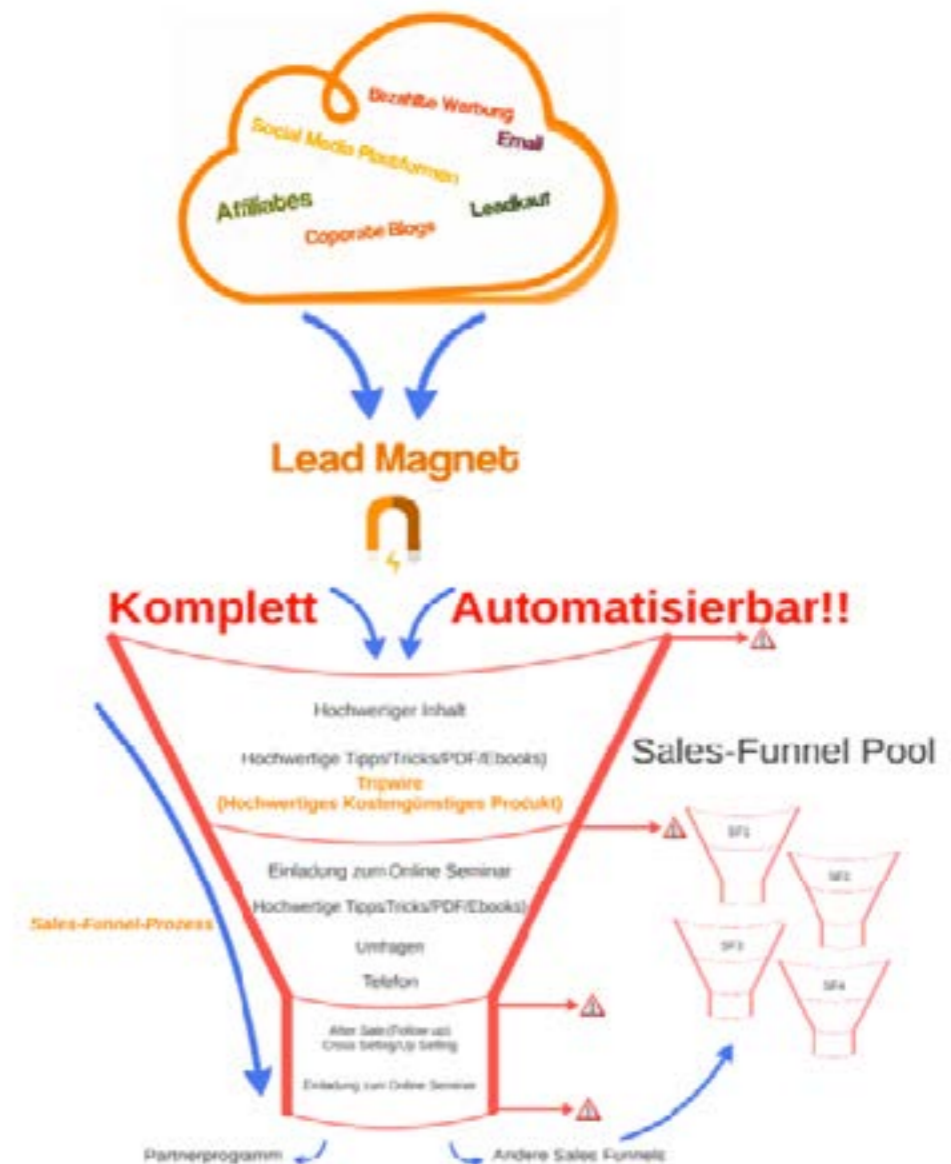 Bezahlte Werbung
Email
Social Media Plattformen
Affiliates
Leadkauf
Coporate Blogs
Lead Magnet
Komplett Automatisierbar!!
Hochweriger Inhalt
Hochwertige Tipps/Tricks/PDF/Ebooks)
Tripwire
(Hochwertiges Kostengünstiges Produkt)
Sales-Funnel Pool
SF1
SF2
SF3
SF4
Einladung zum Online Seminar
Hochwertige Tipps/Tricks/PDF/Ebooks)
Sales-Funnel-Prozess
Umfragen
Telefon
After Sale(Follow up)
Cross Selling/Up Selling
Einladung zum Online Seminar
Partnerprogramm
Andere Sales Funnels